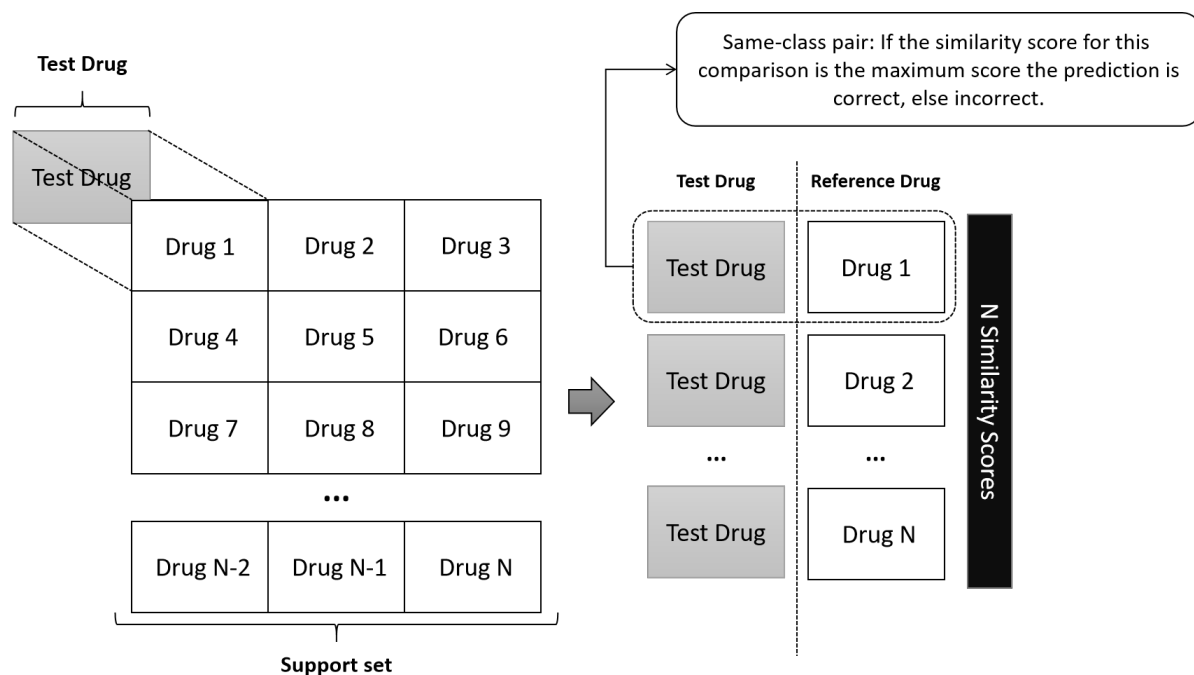 Test Drug
Test Drug
Drug 1
Drug 2
Drug 3
Drug 4
Drug 5
Drug 6
Drug 7
Drug 8
Drug 9
...
Drug N-2
Drug N-1
Drug N
Support set
Same-class pair: If the similarity score for this
comparison is the maximum score the prediction is
correct, else incorrect.
Test Drug
Reference Drug
Test Drug
Drug 1
Test Drug
Drug 2
...
...
Test Drug
Drug N
N Similarity Scores